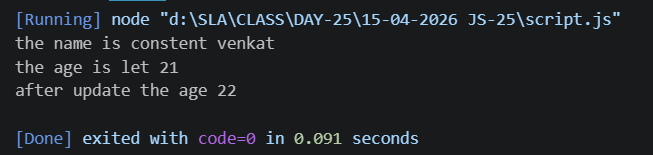 [Running] node "d:\SLA\CLASS\DAY-25\15-04-2026 JS-25\script.js"
the name is constent venkat
the age is let 21
after update the age 22
[Done] exited with code=0 in 0.091 seconds